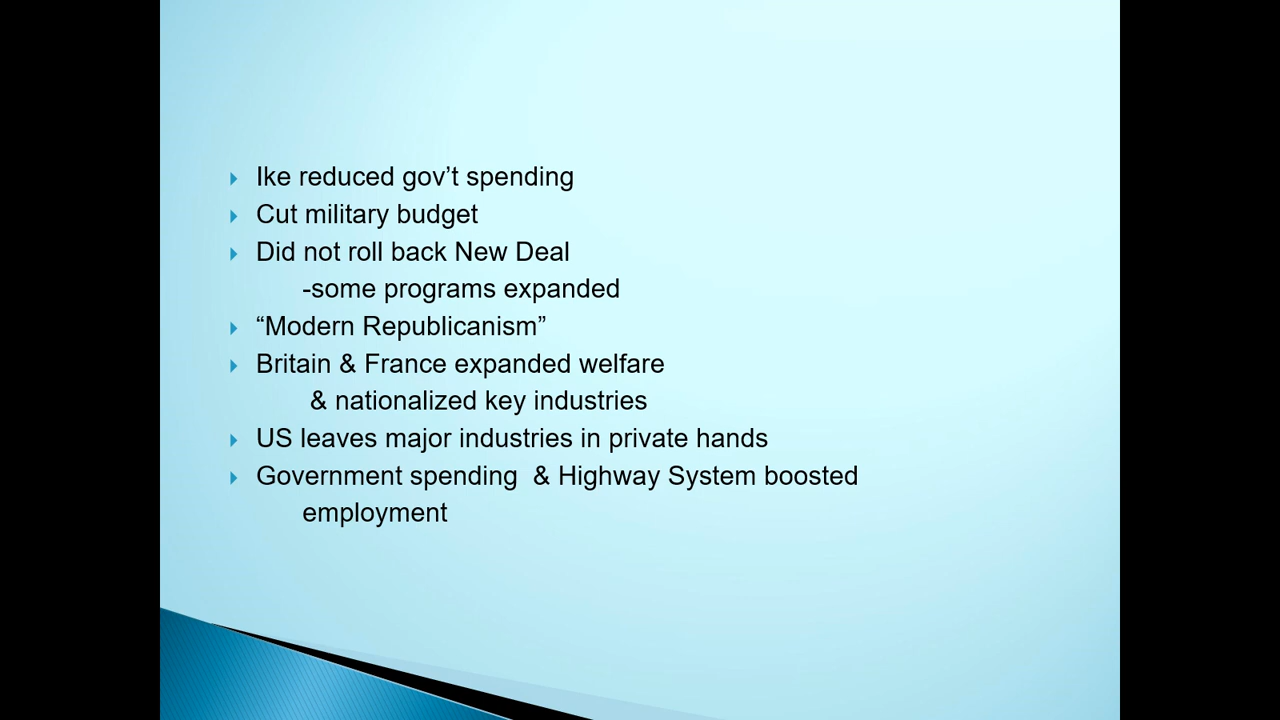 Ike reduced gov’t spending
Cut military budget
Did not roll back New Deal
-some programs expanded
“Modern Republicanism”
Britain & France expanded welfare
& nationalized key industries
US leaves major industries in private hands
Government spending  & Highway System boosted
employment